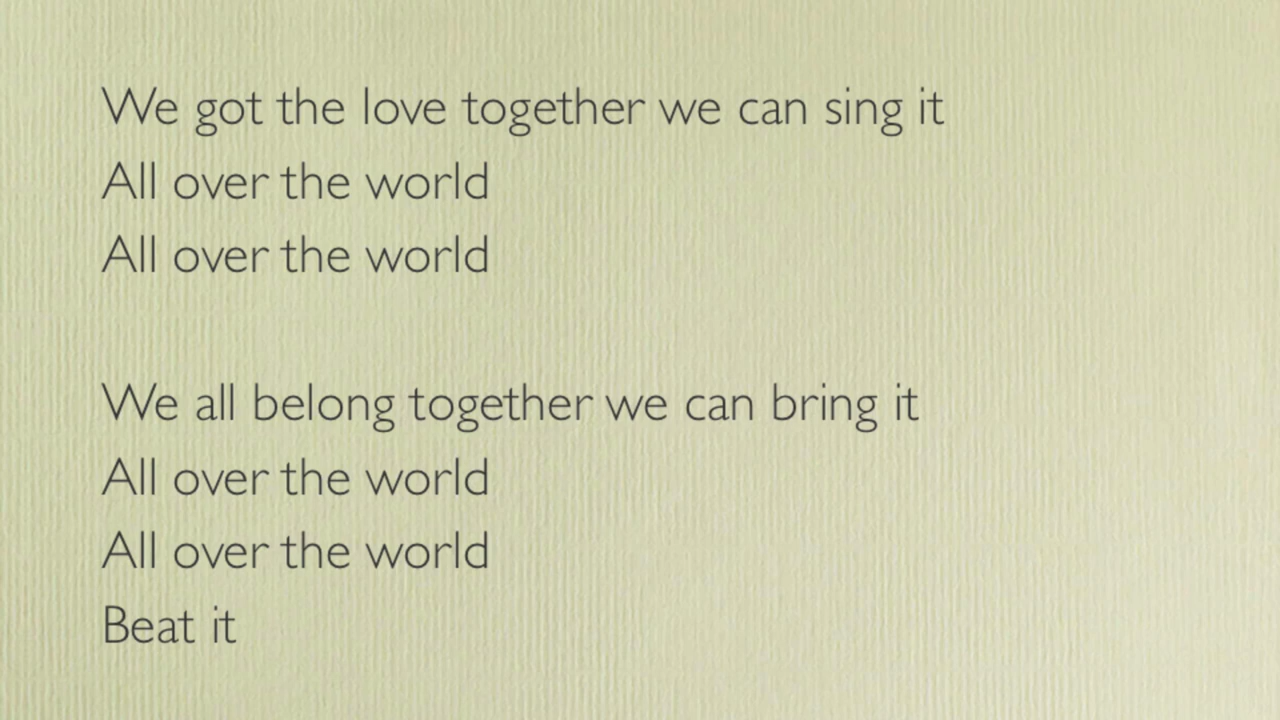 We got the love together we can sing it
All over the world
All over the world
We all belong together we can bring it
All over the world
All over the world
Beat it